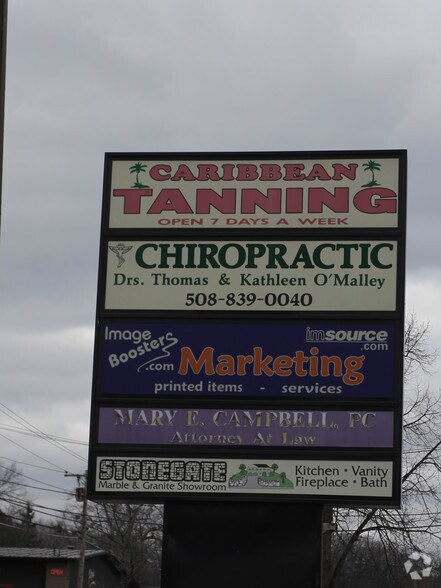 CARIBBEAN
TANNING
OPEN 7 DAYS A WEEK
CHIROPRACTIC
Drs. Thomas & Kathleen O'Malley
508-839-0040
Image
Boosters
.com
imsource
.com
Marketing
printed items - services
MARY E. CAMPBELL, PC
Attorney At Law
STONEGATE
Marble & Granite Showroom
Kitchen • Vanity
Fireplace • Bath